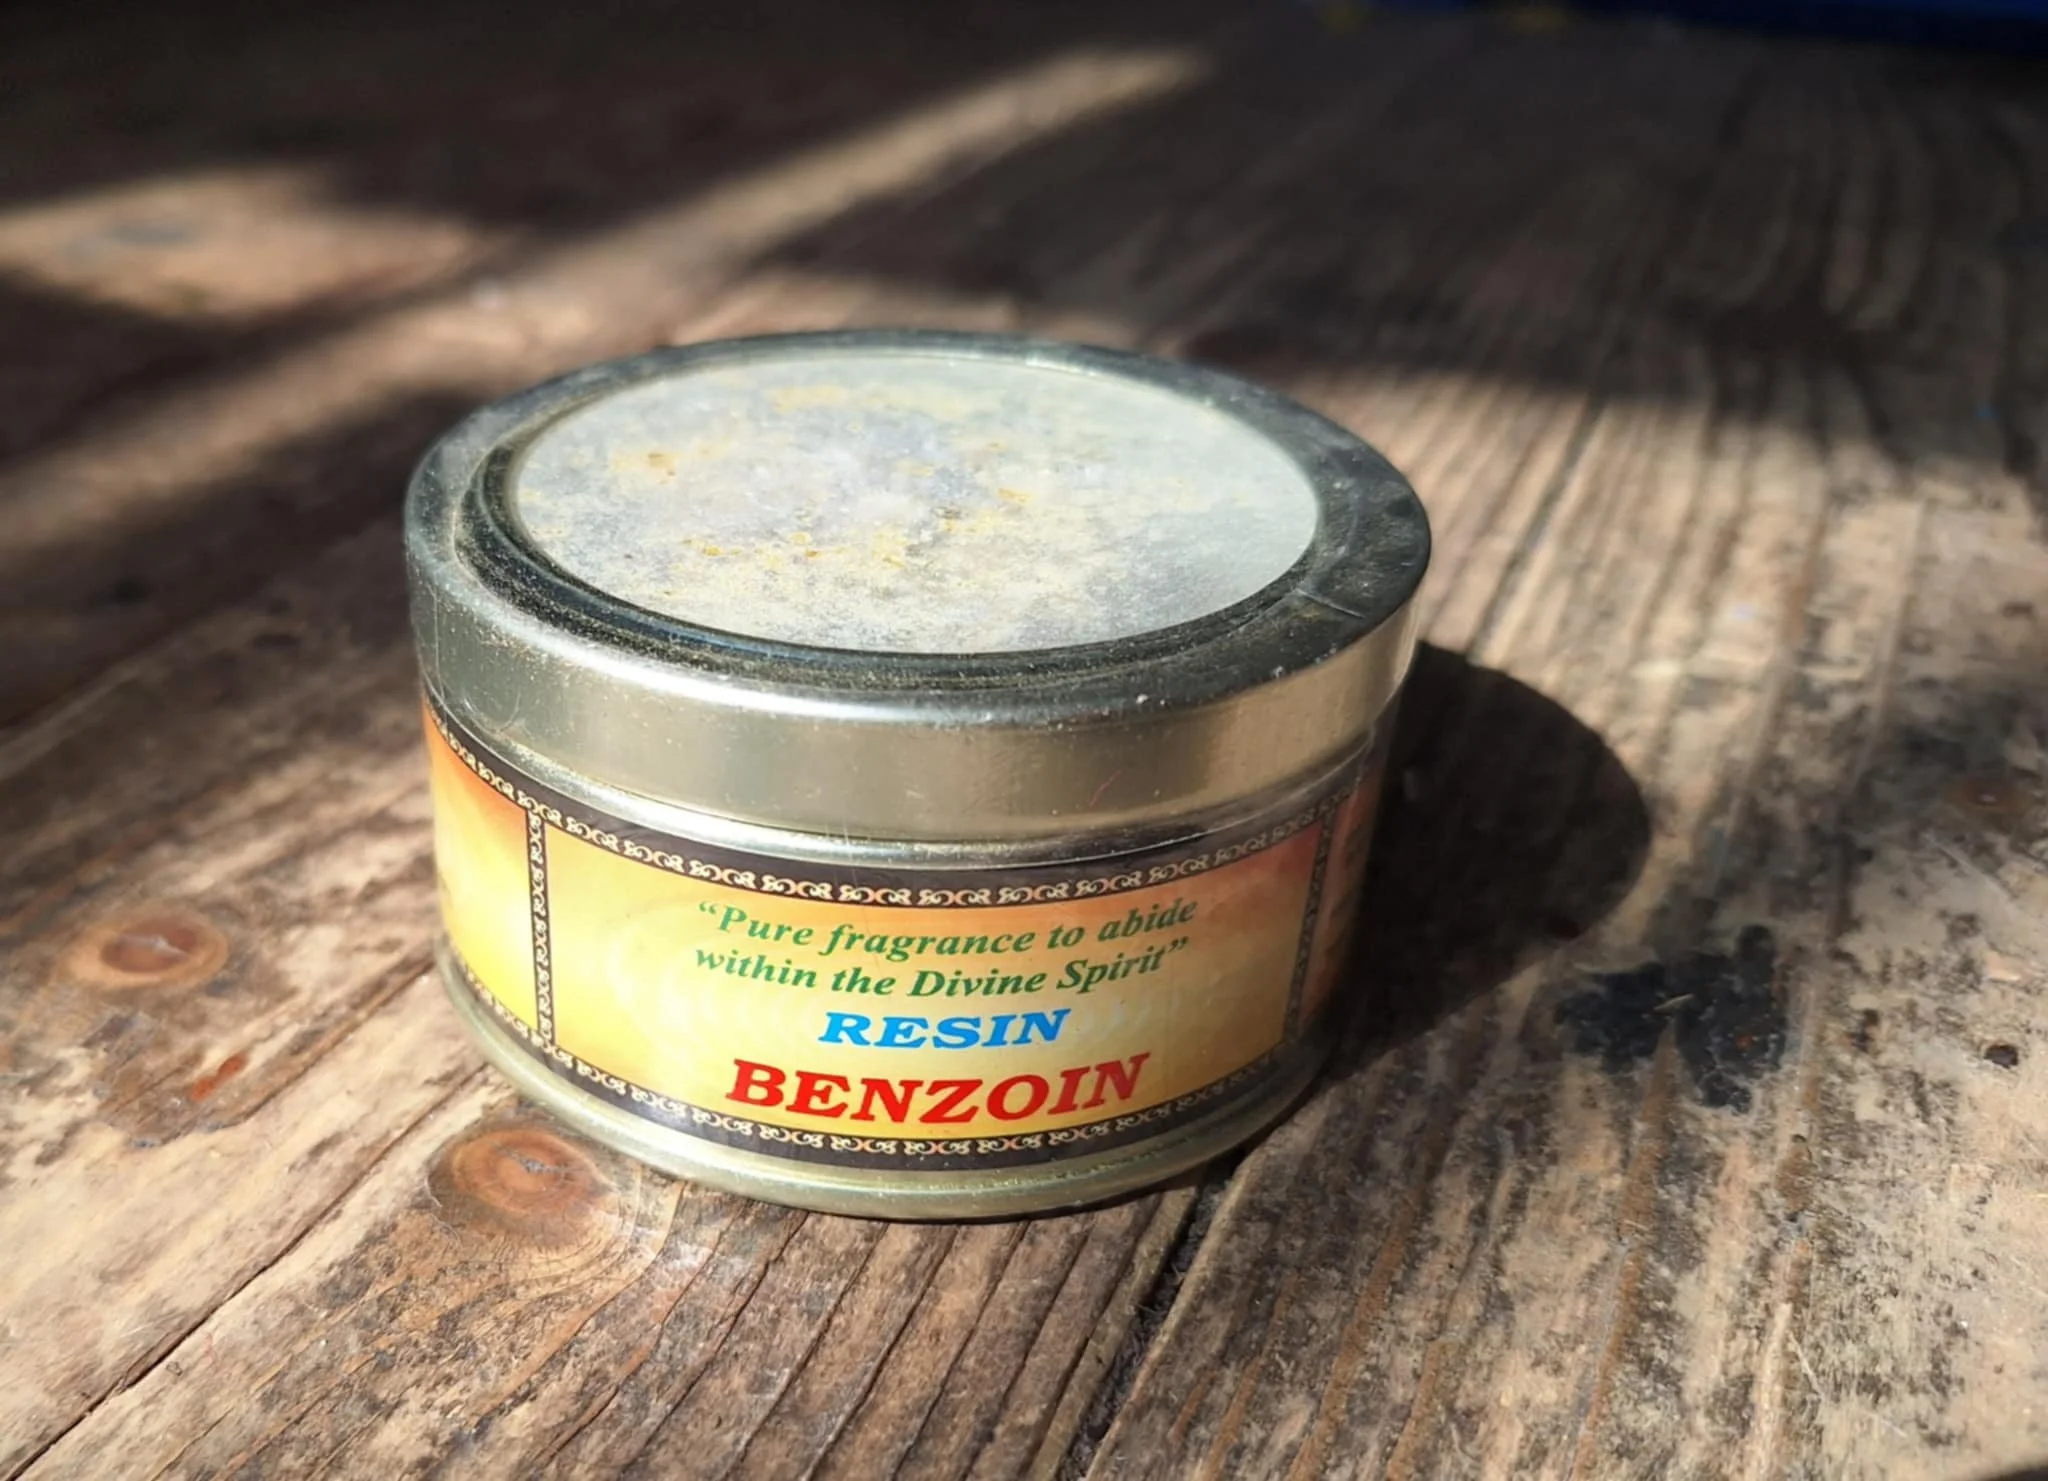 “Pure fragrance to abide
within the Divine Spirit”
RESIN
BENZOIN